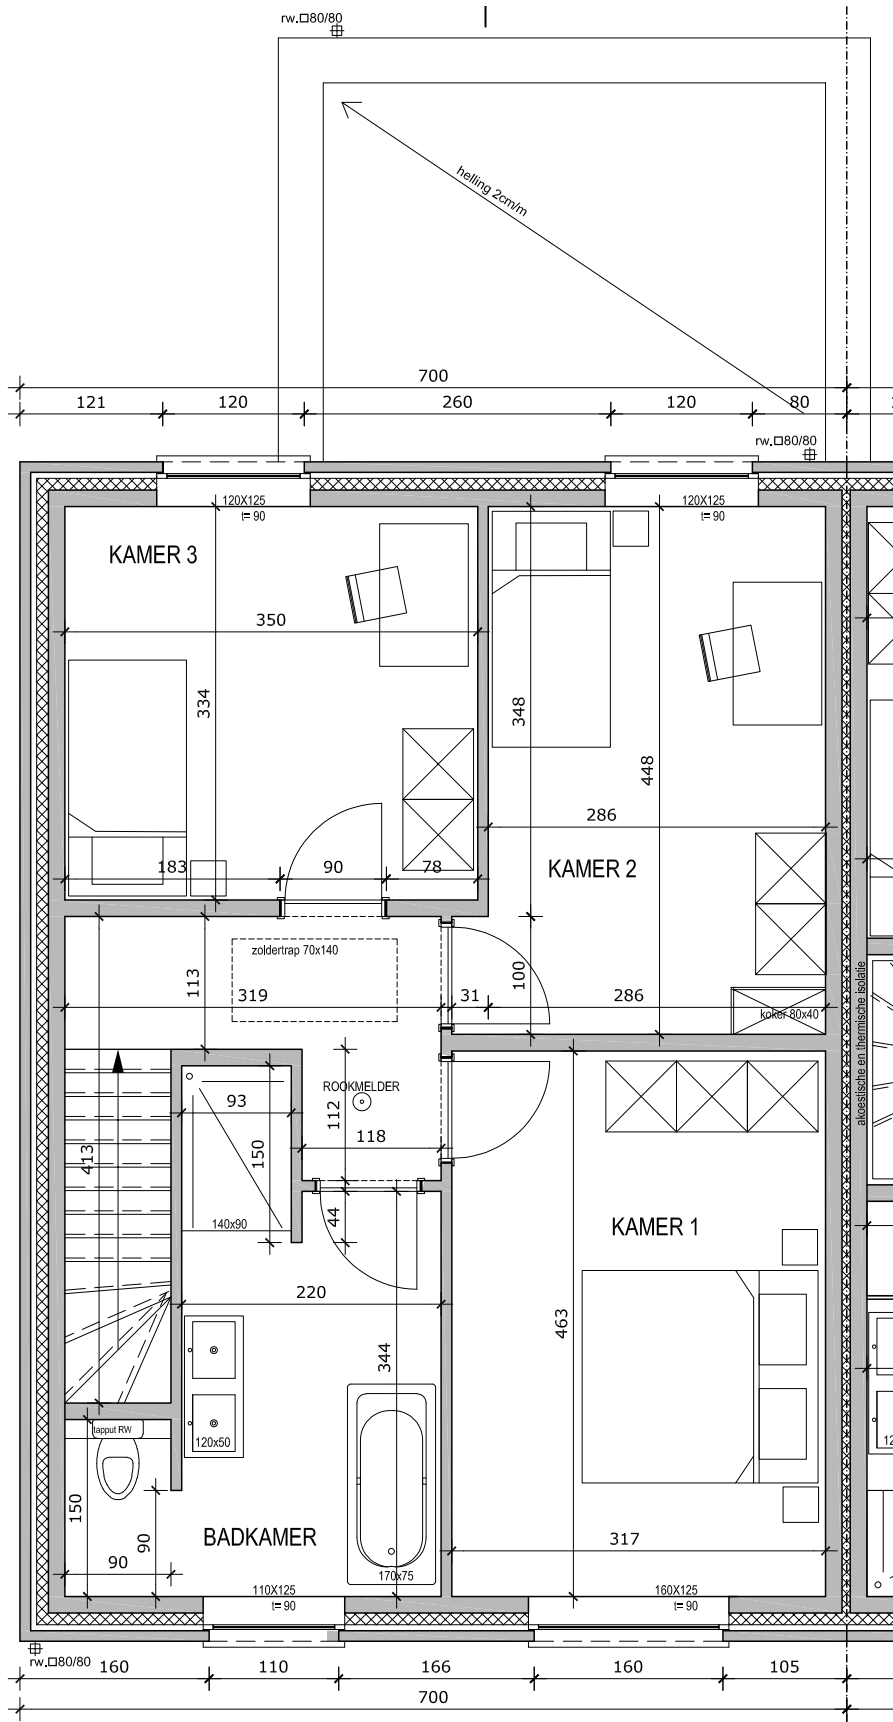 rw.□80/80
helling 2cm/m
700
121 120 260 120 80
rw.□80/80
120X125
t= 90
120X125
t= 90
KAMER 3
350
334
348
448
286
KAMER 2
183 90 78
zoldertrap 70x140
113
319
31
100
286
koker 80x40
akoestische en thermische isolatie
ROOKMELDER
93
112
118
150
413
140x90
44
KAMER 1
220
463
344
120x50
tapput RW
150
90
90
BADKAMER
170x75
317
110X125
t= 90
160X125
t= 90
rw.□80/80
160 110 166 160 105
700